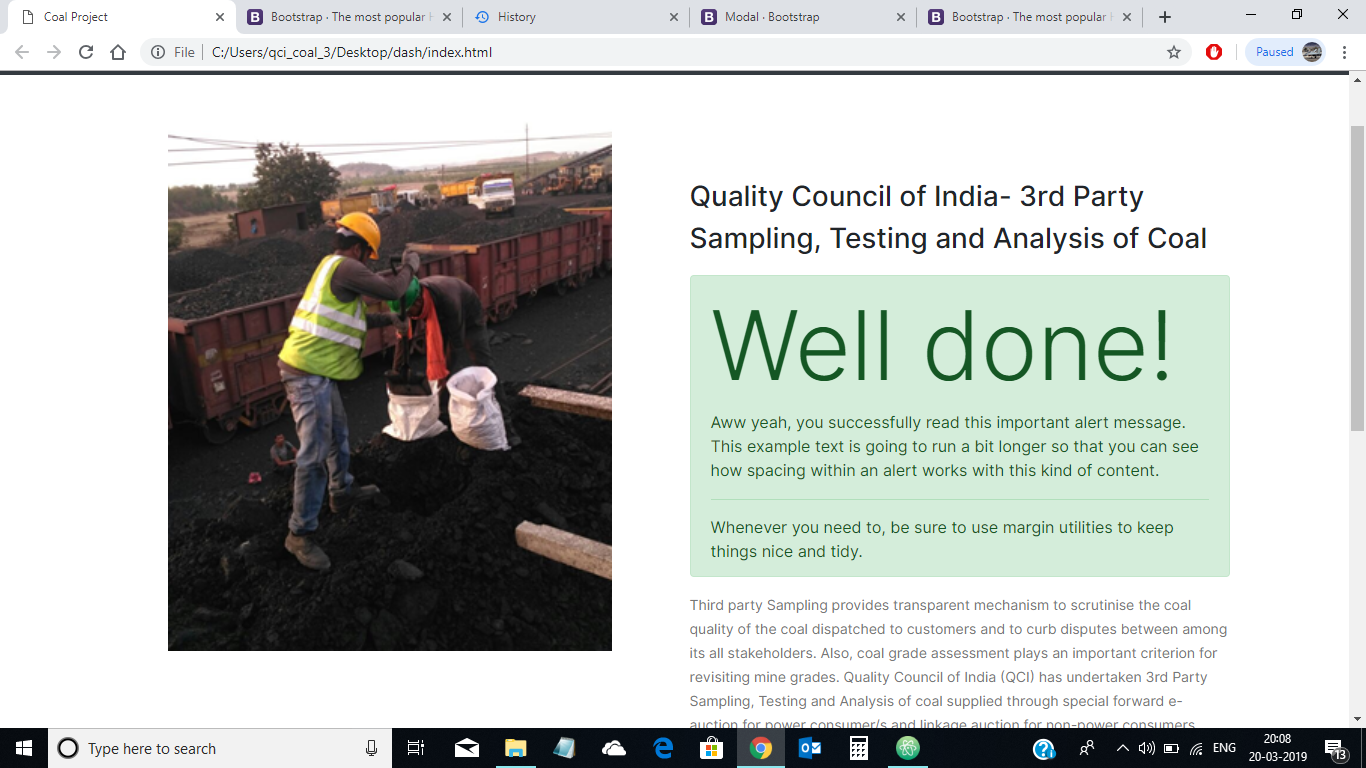 Coal Project
Bootstrap · The most popular
History
Modal · Bootstrap
Bootstrap · The most popular
File
C:/Users/qci_coal_3/Desktop/dash/index.html
Paused
Quality Council of India- 3rd Party
Sampling, Testing and Analysis of Coal
Well done!
Aww yeah, you successfully read this important alert message.
This example text is going to run a bit longer so that you can see
how spacing within an alert works with this kind of content.
Whenever you need to, be sure to use margin utilities to keep
things nice and tidy.
Third party Sampling provides transparent mechanism to scrutinise the coal
quality of the coal dispatched to customers and to curb disputes between among
its all stakeholders. Also, coal grade assessment plays an important criterion for
revisiting mine grades. Quality Council of India (QCI) has undertaken 3rd Party
Sampling, Testing and Analysis of coal supplied through special forward e-
auction for power consumer/s and linkage auction for non-power consumers
Type here to search
ENG
20:08
20-03-2019
13